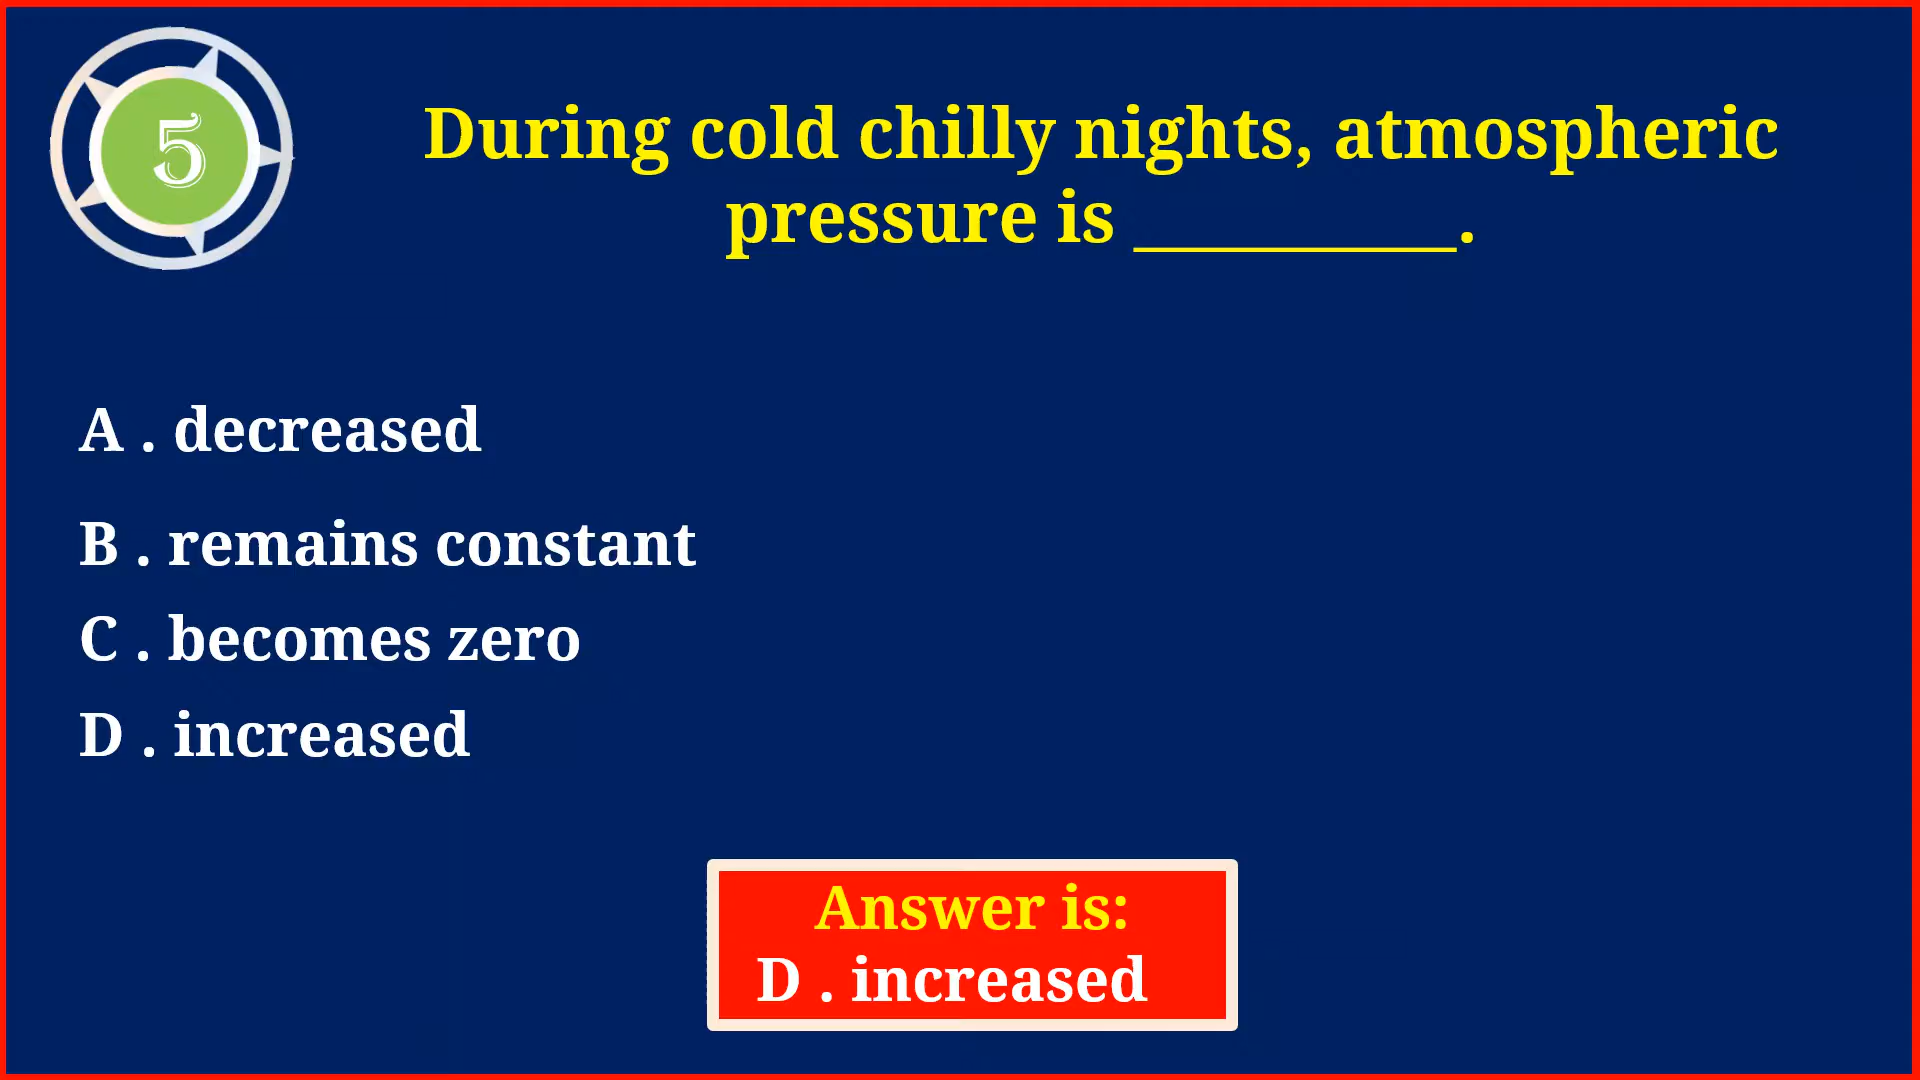 5
During cold chilly nights, atmospheric
pressure is __________.
A . decreased
B . remains constant
C . becomes zero
D . increased
Answer is:
D . increased